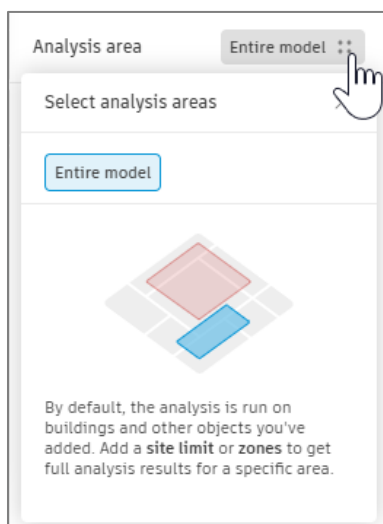 Analysis area Entire model
Select analysis areas
Entire model
By default, the analysis is run on
buildings and other objects you've
added. Add a site limit or zones to get
full analysis results for a specific area.